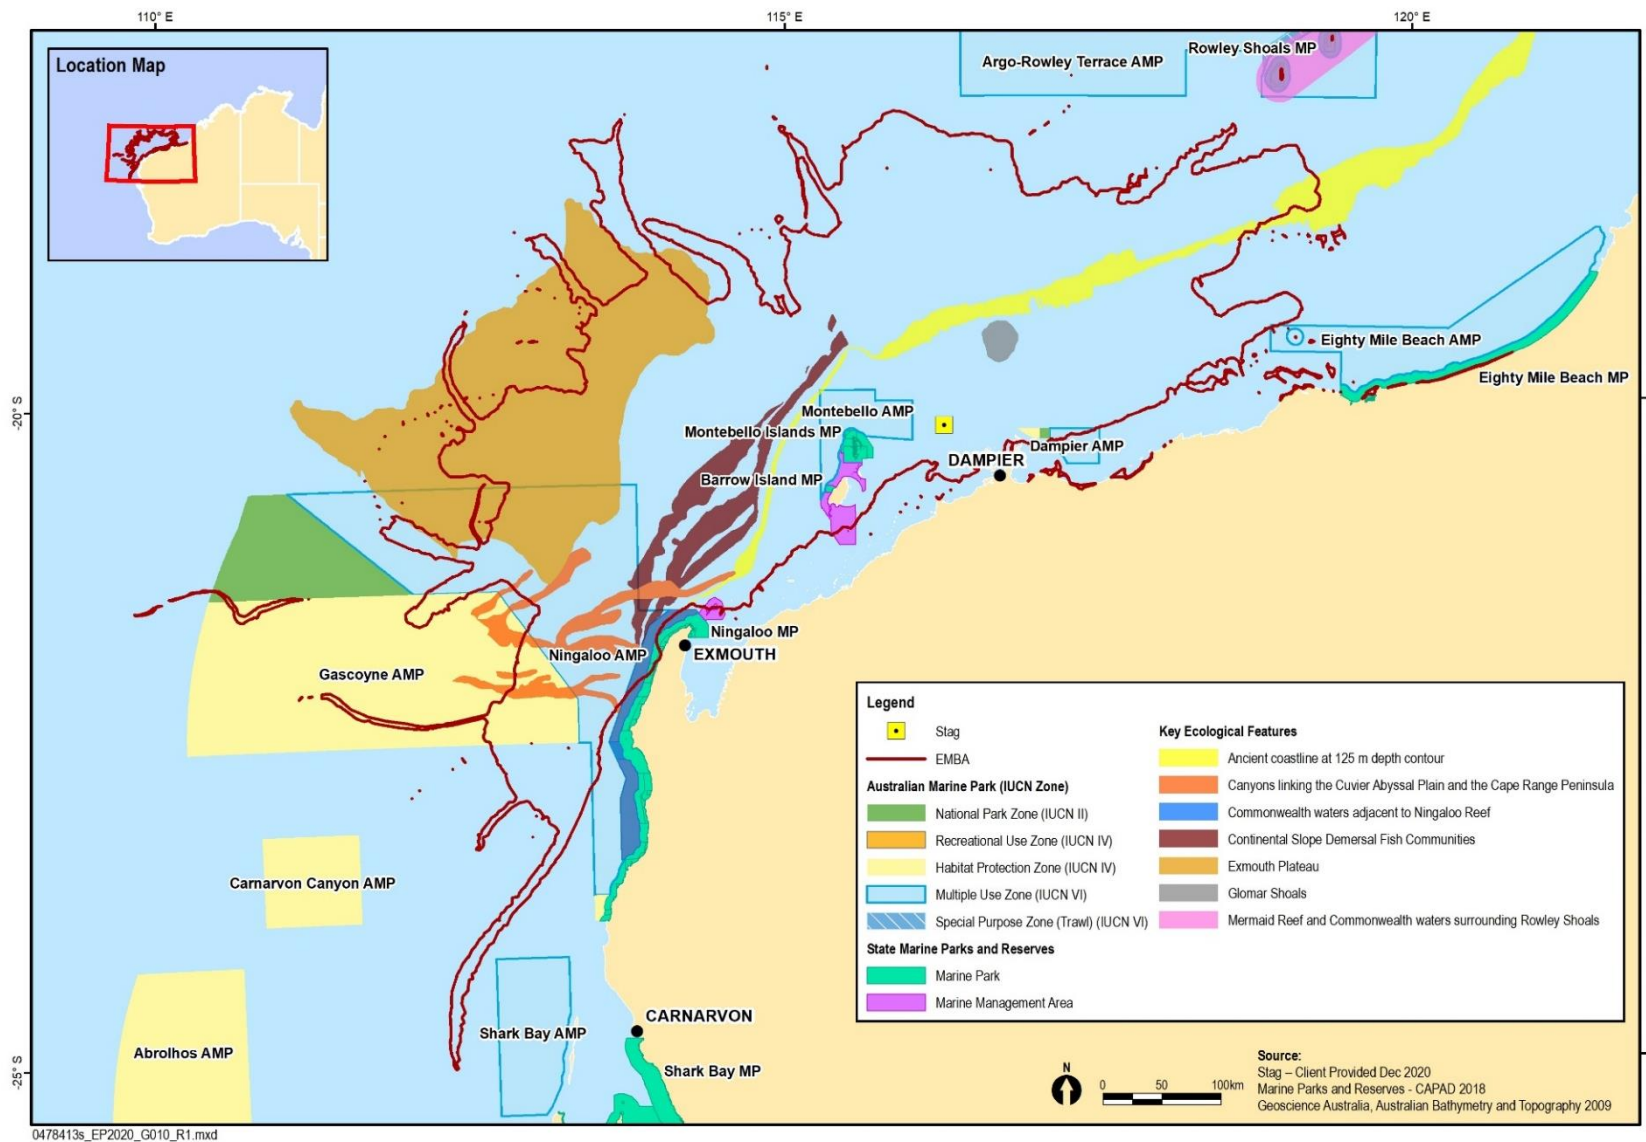 110° E
115° E
120° E
Location Map
Argo-Rowley Terrace AMP
Rowley Shoals MP
Eighty Mile Beach AMP
Eighty Mile Beach MP
-20° S
Montebello AMP
Montebello Islands MP
Dampier AMP
DAMPIER
Barrow Island MP
Ningaloo MP
Ningaloo AMP
EXMOUTH
Gascoyne AMP
Carnarvon Canyon AMP
CARNARVON
Shark Bay AMP
Abrolhos AMP
Shark Bay MP
-25° S
Legend
Stag
EMBA
Australian Marine Park (IUCN Zone)
National Park Zone (IUCN II)
Recreational Use Zone (IUCN IV)
Habitat Protection Zone (IUCN IV)
Multiple Use Zone (IUCN VI)
Special Purpose Zone (Trawl) (IUCN VI)
State Marine Parks and Reserves
Marine Park
Marine Management Area
Key Ecological Features
Ancient coastline at 125 m depth contour
Canyons linking the Cuvier Abyssal Plain and the Cape Range Peninsula
Commonwealth waters adjacent to Ningaloo Reef
Continental Slope Demersal Fish Communities
Exmouth Plateau
Glomar Shoals
Mermaid Reef and Commonwealth waters surrounding Rowley Shoals
N
0 50 100km
Source:
Stag – Client Provided Dec 2020
Marine Parks and Reserves - CAPAD 2018
Geoscience Australia, Australian Bathymetry and Topography 2009
0478413s_EP2020_G010_R1.mxd